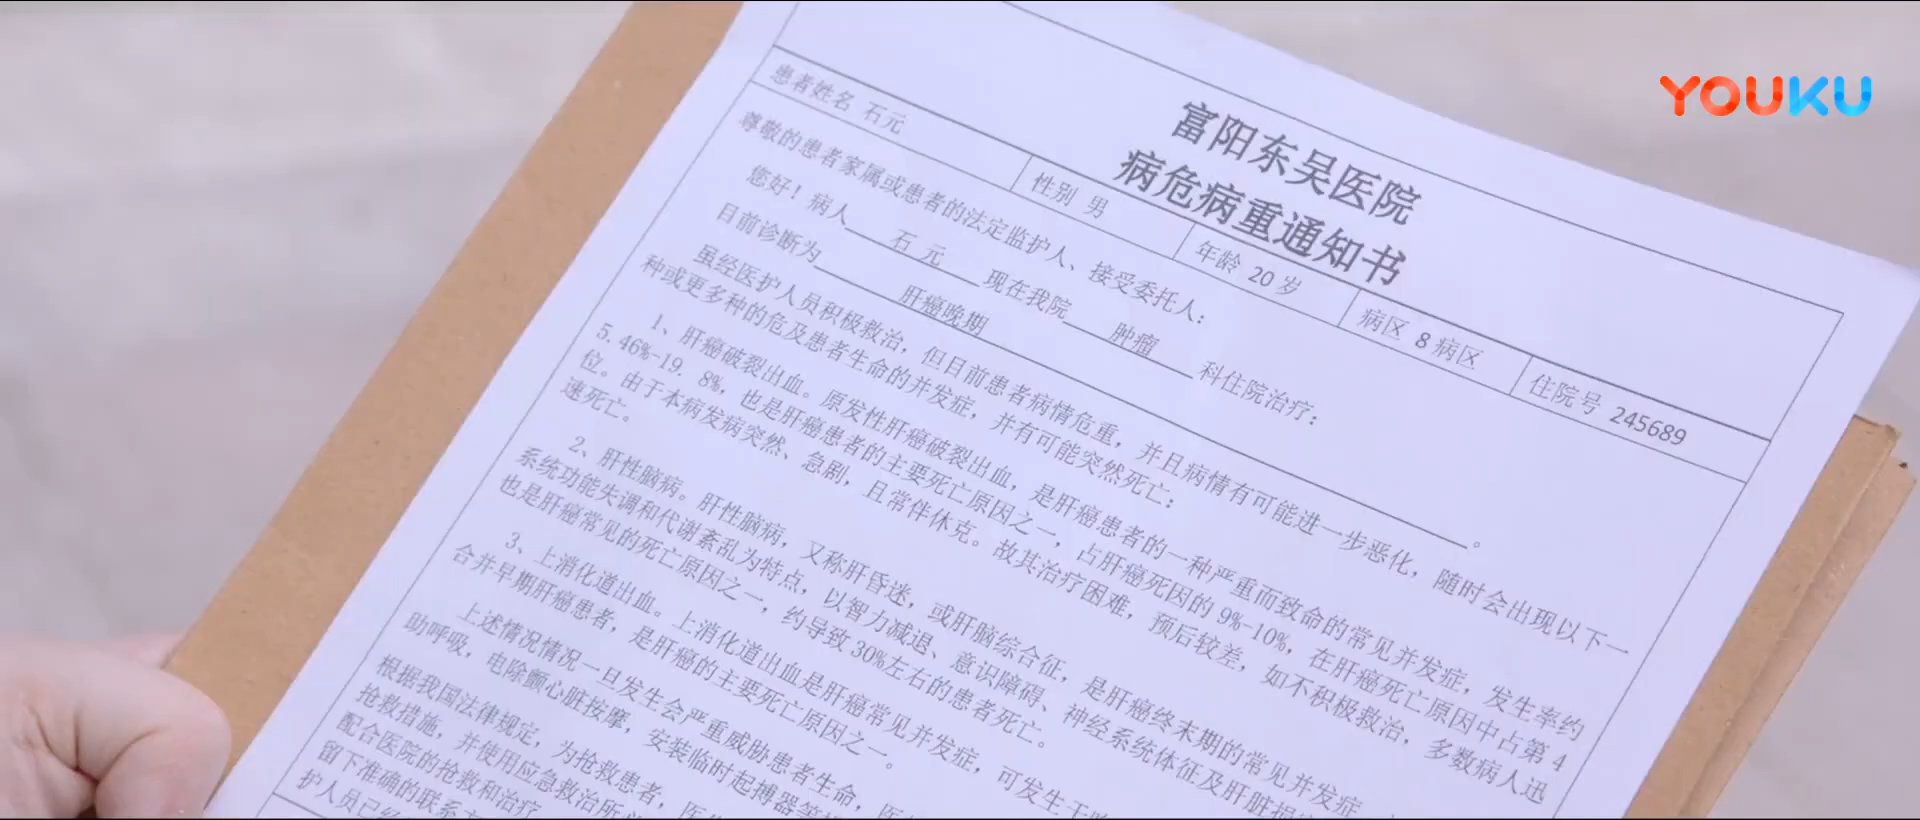 YOUKU
富阳东吴医院
病危病重通知书
患者姓名 石元 性别 男 年龄 20 岁 病区 8 病区 住院号 245689
尊敬的患者家属或患者的法定监护人、接受委托人：
您好！病人 石 元 现在我院 肿瘤 科住院治疗：
目前诊断为 肝癌晚期 。
虽经医护人员积极救治，但目前患者病情危重，并且病情有可能进一步恶化，随时会出现以下一
种或更多种的危及患者生命的并发症，并有可能突然死亡：
1、肝癌破裂出血。原发性肝癌破裂出血，是肝癌患者的一种严重而致命的常见并发症，发生率约
5.46%-19. 8%，也是肝癌患者的主要死亡原因之一，占肝癌死因的 9%-10%，在肝癌死亡原因中占第 4
位。由于本病发病突然、急剧，且常伴休克。故其治疗困难，预后较差，如不积极救治，多数病人迅
速死亡。
2、肝性脑病。肝性脑病，又称肝昏迷，或肝脑综合征，是肝癌终末期的常见并发症
系统功能失调和代谢紊乱为特点，以智力减退、意识障碍、神经系统体征及肝脏损
也是肝癌常见的死亡原因之一，约导致 30%左右的患者死亡。
3、上消化道出血。上消化道出血是肝癌常见并发症，可发生于
合并早期肝癌患者，是肝癌的主要死亡原因之一。
上述情况情况一旦发生会严重威胁患者生命，医
助呼吸，电除颤心脏按摩，安装临时起搏器等
根据我国法律规定，为抢救患者，医
抢救措施，并使用应急救治所
配合医院的抢救和治疗
留下准确的联系
护人员已经